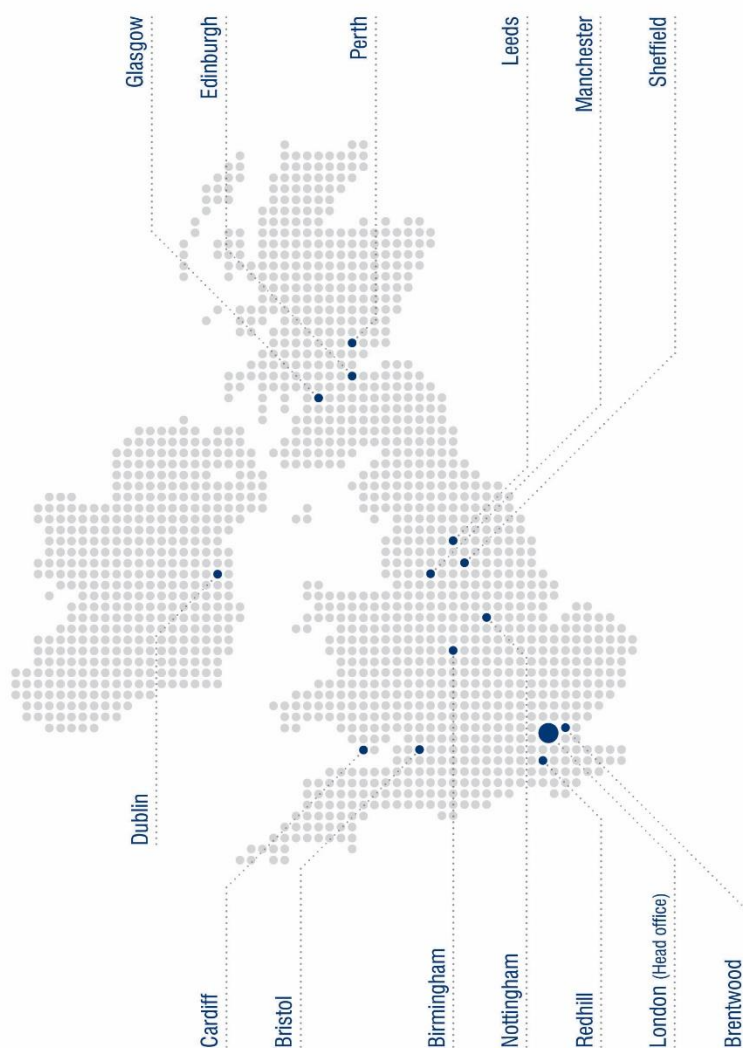 Glasgow
Edinburgh
Perth
Leeds
Manchester
Sheffield
Dublin
Cardiff
Bristol
Birmingham
Nottingham
Redhill
London (Head office)
Brentwood